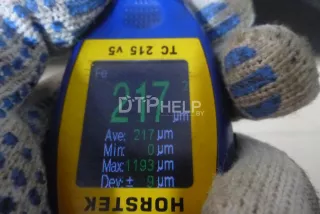 TC 215 v5
Fe
217
µm
DTPHELP
.BY
Ave: 217 µm
Min: 0 µm
Max: 1193 µm
Dev: ± 9 µm
HORSTEK